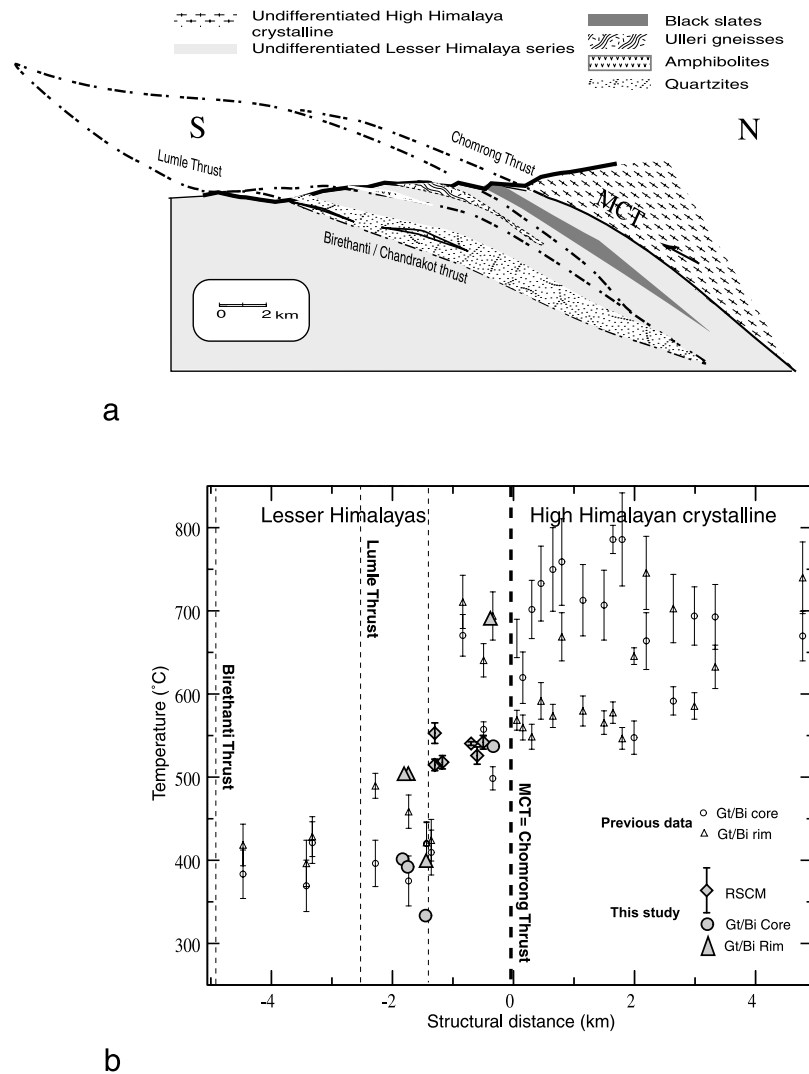 Undifferentiated High Himalaya
crystalline
Undifferentiated Lesser Himalaya series
Black slates
Ulleri gneisses
Amphibolites
Quartzites
S
N
Lumle Thrust
Chomrong Thrust
MCT
Birethanti / Chandrakot thrust
0 2 km
a
Lesser Himalayas
High Himalayan crystalline
Birethanti Thrust
Lumle Thrust
MCT= Chomrong Thrust
Temperature (°C)
800
700
600
500
400
300
Previous data
Gt/Bi core
Gt/Bi rim
This study
RSCM
Gt/Bi Core
Gt/Bi Rim
-4 -2 0 2 4
Structural distance (km)
b